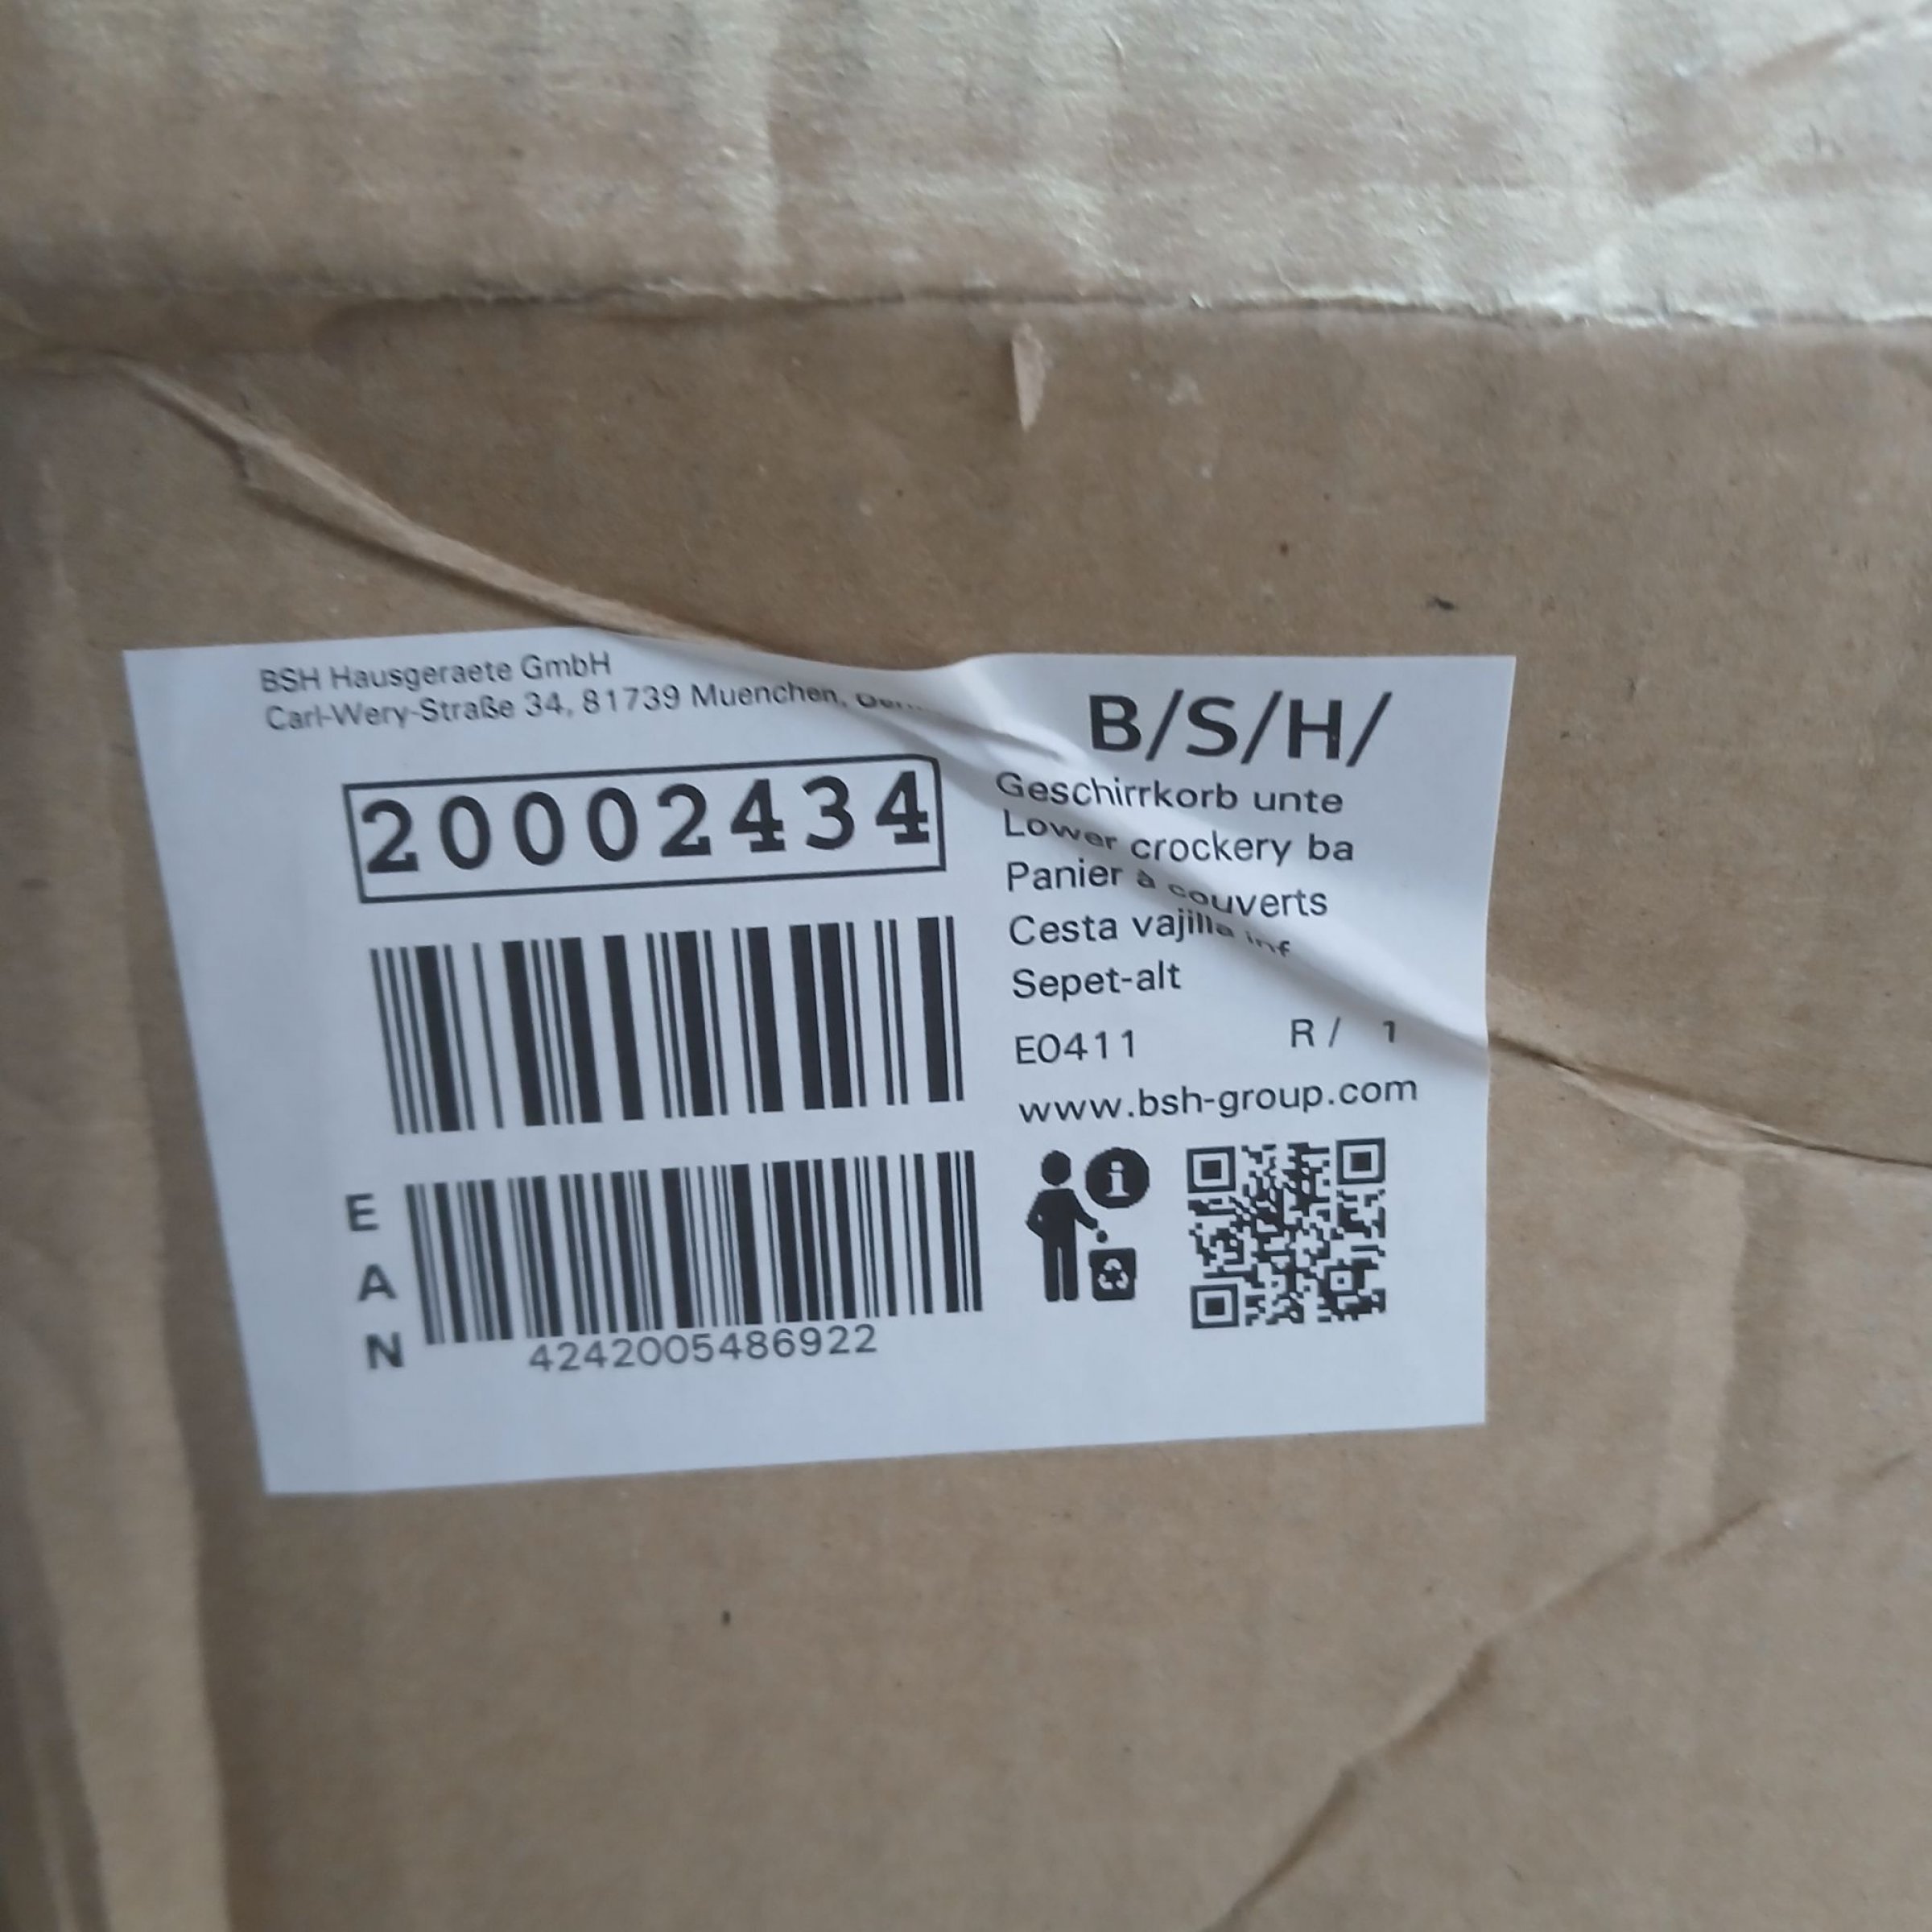 BSH Hausgeraete GmbH
Carl-Wery-Straße 34, 81739 Muenchen,
B/S/H/
20002434
Geschirrkorb unte
Lower crockery ba
Panier à couverts
Cesta vajilla inf
Sepet-alt
E0411 R / 1
www.bsh-group.com
EAN
4242005486922